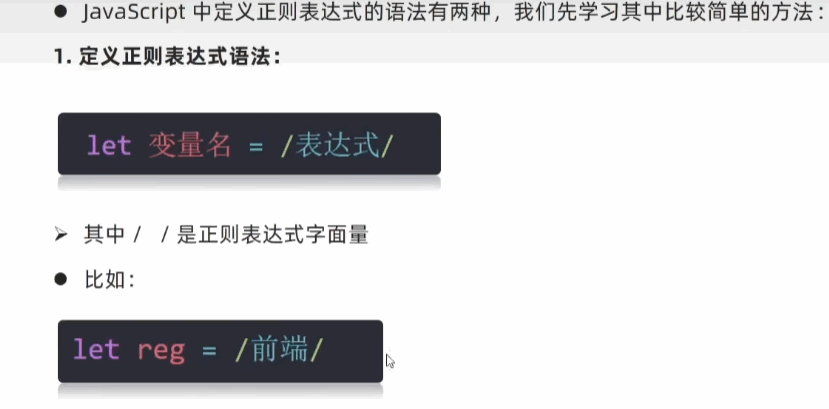 ● JavaScript 中定义正则表达式的语法有两种，我们先学习其中比较简单的方法：
1. 定义正则表达式语法：
let 变量名 = /表达式/
➢ 其中 /   / 是正则表达式字面量
● 比如：
let reg = /前端/